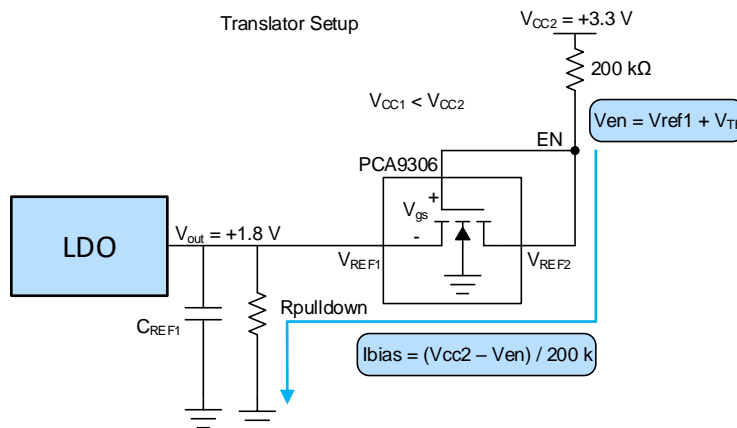 Translator Setup
VCC2 = +3.3 V
200 kΩ
VCC1 < VCC2
Ven = Vref1 + VT
EN
PCA9306
+
Vgs
-
LDO
Vout = +1.8 V
VREF1
VREF2
Rpulldown
CREF1
Ibias = (Vcc2 – Ven) / 200 k